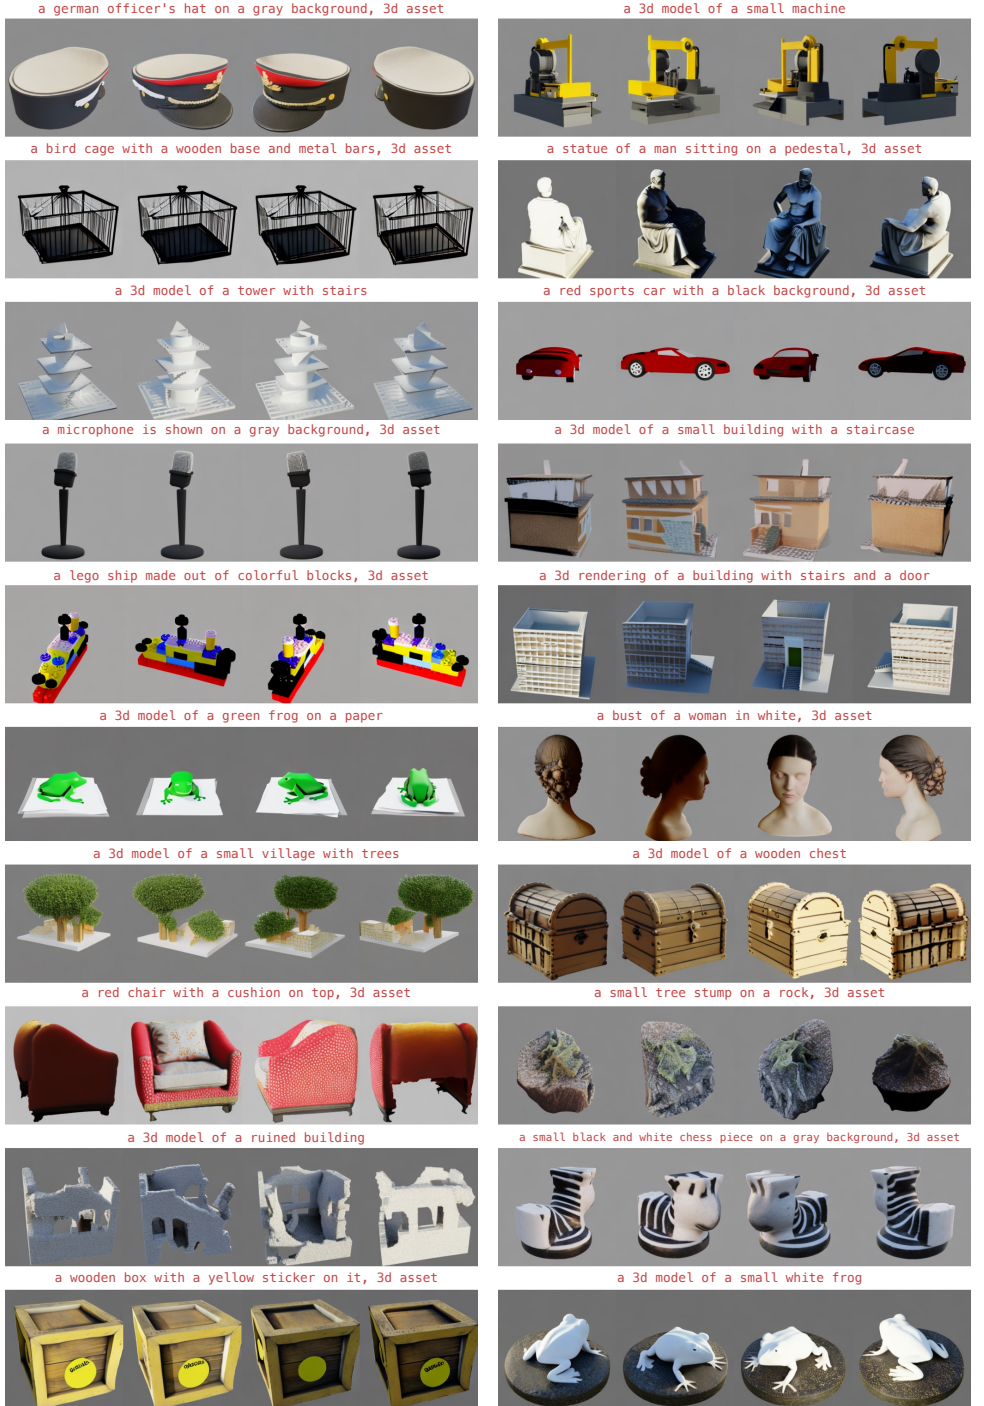 a german officer's hat on a gray background, 3d asset
a 3d model of a small machine
a bird cage with a wooden base and metal bars, 3d asset
a statue of a man sitting on a pedestal, 3d asset
a 3d model of a tower with stairs
a red sports car with a black background, 3d asset
a microphone is shown on a gray background, 3d asset
a 3d model of a small building with a staircase
a lego ship made out of colorful blocks, 3d asset
a 3d rendering of a building with stairs and a door
a 3d model of a green frog on a paper
a bust of a woman in white, 3d asset
a 3d model of a small village with trees
a 3d model of a wooden chest
a red chair with a cushion on top, 3d asset
a small tree stump on a rock, 3d asset
a 3d model of a ruined building
a small black and white chess piece on a gray background, 3d asset
a wooden box with a yellow sticker on it, 3d asset
a 3d model of a small white frog